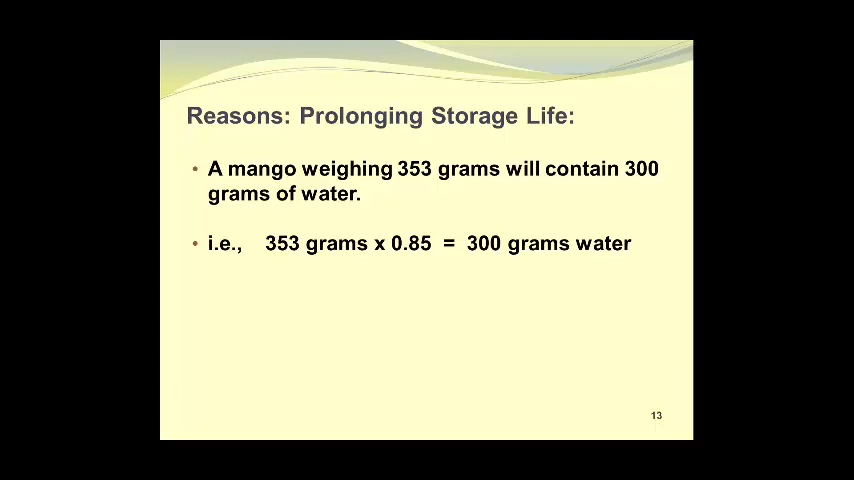 Reasons: Prolonging Storage Life:
• A mango weighing 353 grams will contain 300
grams of water.
• i.e., 353 grams x 0.85 = 300 grams water
13